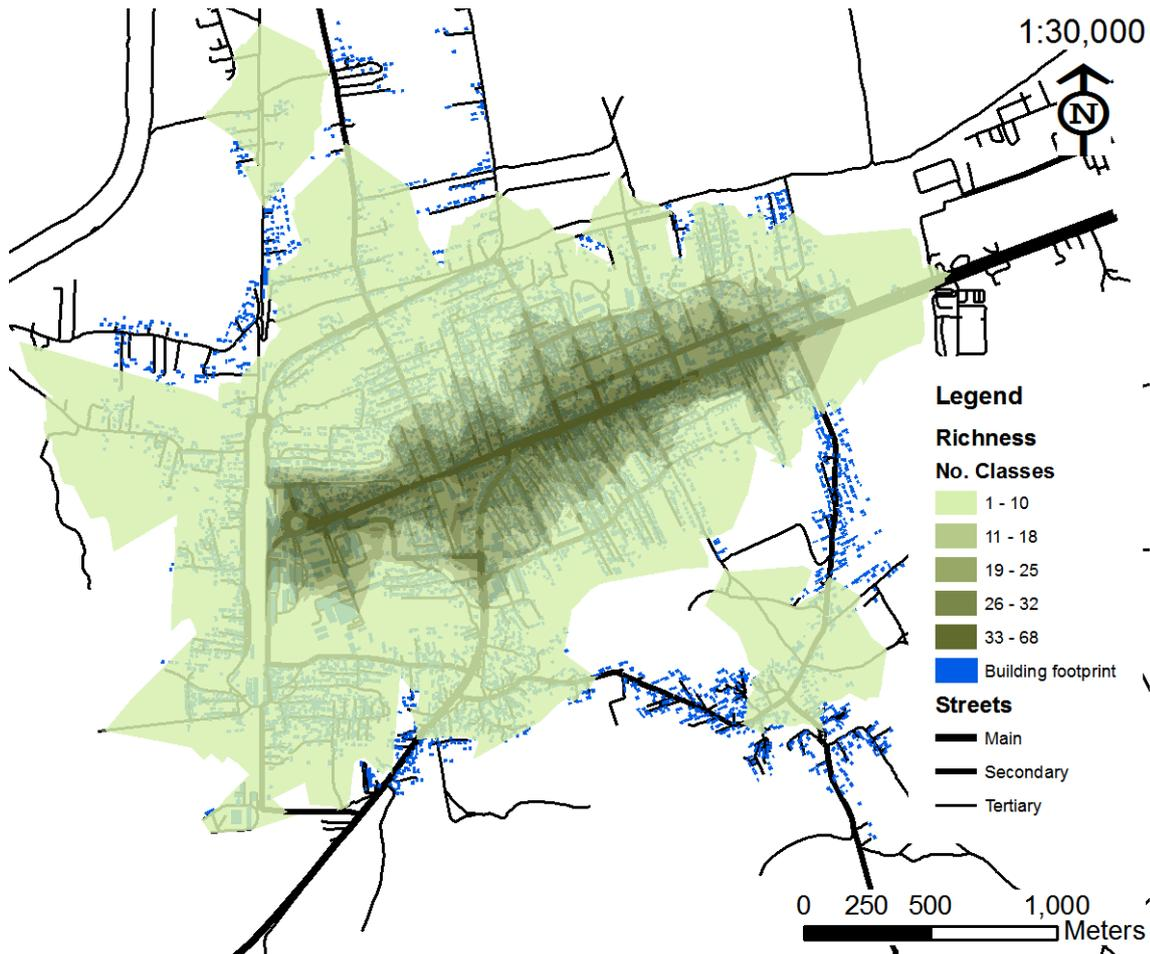 1:30,000
N
Legend
Richness
No. Classes
1 - 10
11 - 18
19 - 25
26 - 32
33 - 68
Building footprint
Streets
Main
Secondary
Tertiary
0 250 500 1,000
Meters